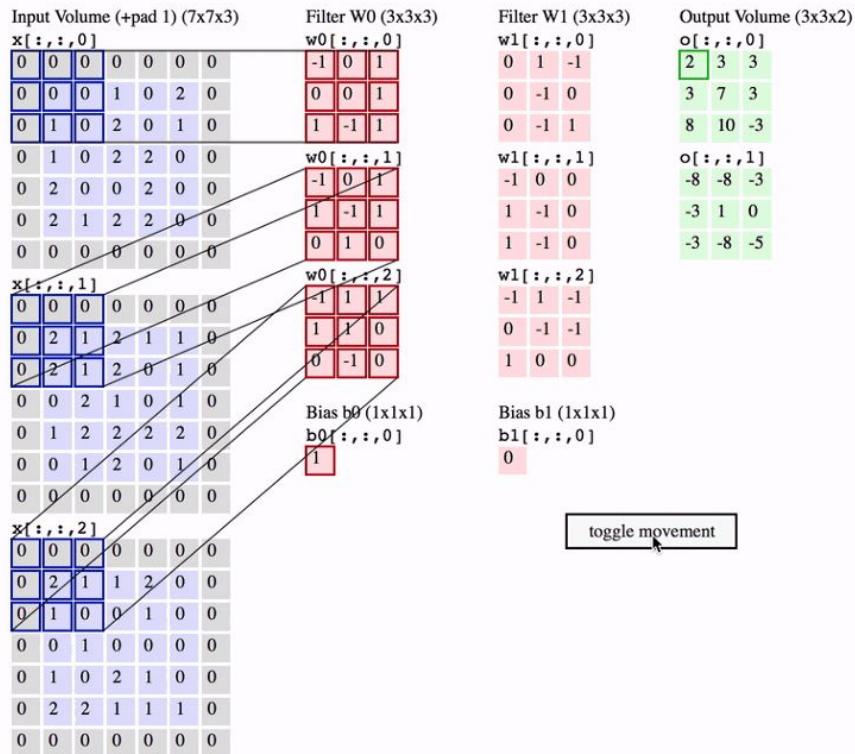 Input Volume (+pad 1) (7x7x3)
x[:,:,0]
0 0 0 0 0 0 0
0 0 0 1 0 2 0
0 1 0 2 0 1 0
0 1 0 2 2 0 0
0 2 0 0 2 0 0
0 2 1 2 2 0 0
0 0 0 0 0 0 0
x[:,:,1]
0 0 0 0 0 0 0
0 2 1 2 1 1 0
0 2 1 2 0 1 0
0 0 2 1 0 1 0
0 1 2 2 2 2 0
0 0 1 2 0 1 0
0 0 0 0 0 0 0
x[:,:,2]
0 0 0 0 0 0 0
0 2 1 1 2 0 0
0 1 0 0 1 0 0
0 0 1 0 0 0 0
0 1 0 2 1 0 0
0 2 2 1 1 1 0
0 0 0 0 0 0 0
Filter W0 (3x3x3)
w0[:,:,0]
-1 0 1
0 0 1
1 -1 1
w0[:,:,1]
-1 0 1
1 -1 1
0 1 0
w0[:,:,2]
-1 1 1
1 1 0
0 -1 0
Bias b0 (1x1x1)
b0[:,:,0]
1
Filter W1 (3x3x3)
w1[:,:,0]
0 1 -1
0 -1 0
0 -1 1
w1[:,:,1]
-1 0 0
1 -1 0
1 -1 0
w1[:,:,2]
-1 1 -1
0 -1 -1
1 0 0
Bias b1 (1x1x1)
b1[:,:,0]
0
Output Volume (3x3x2)
o[:,:,0]
2 3 3
3 7 3
8 10 -3
o[:,:,1]
-8 -8 -3
-3 1 0
-3 -8 -5
toggle movement